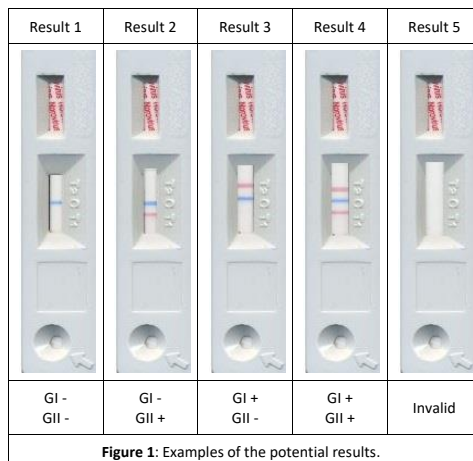 Result 1 Result 2 Result 3 Result 4 Result 5
GI - GI - GI + GI + Invalid
GII - GII + GII - GII +
Figure 1: Examples of the potential results.